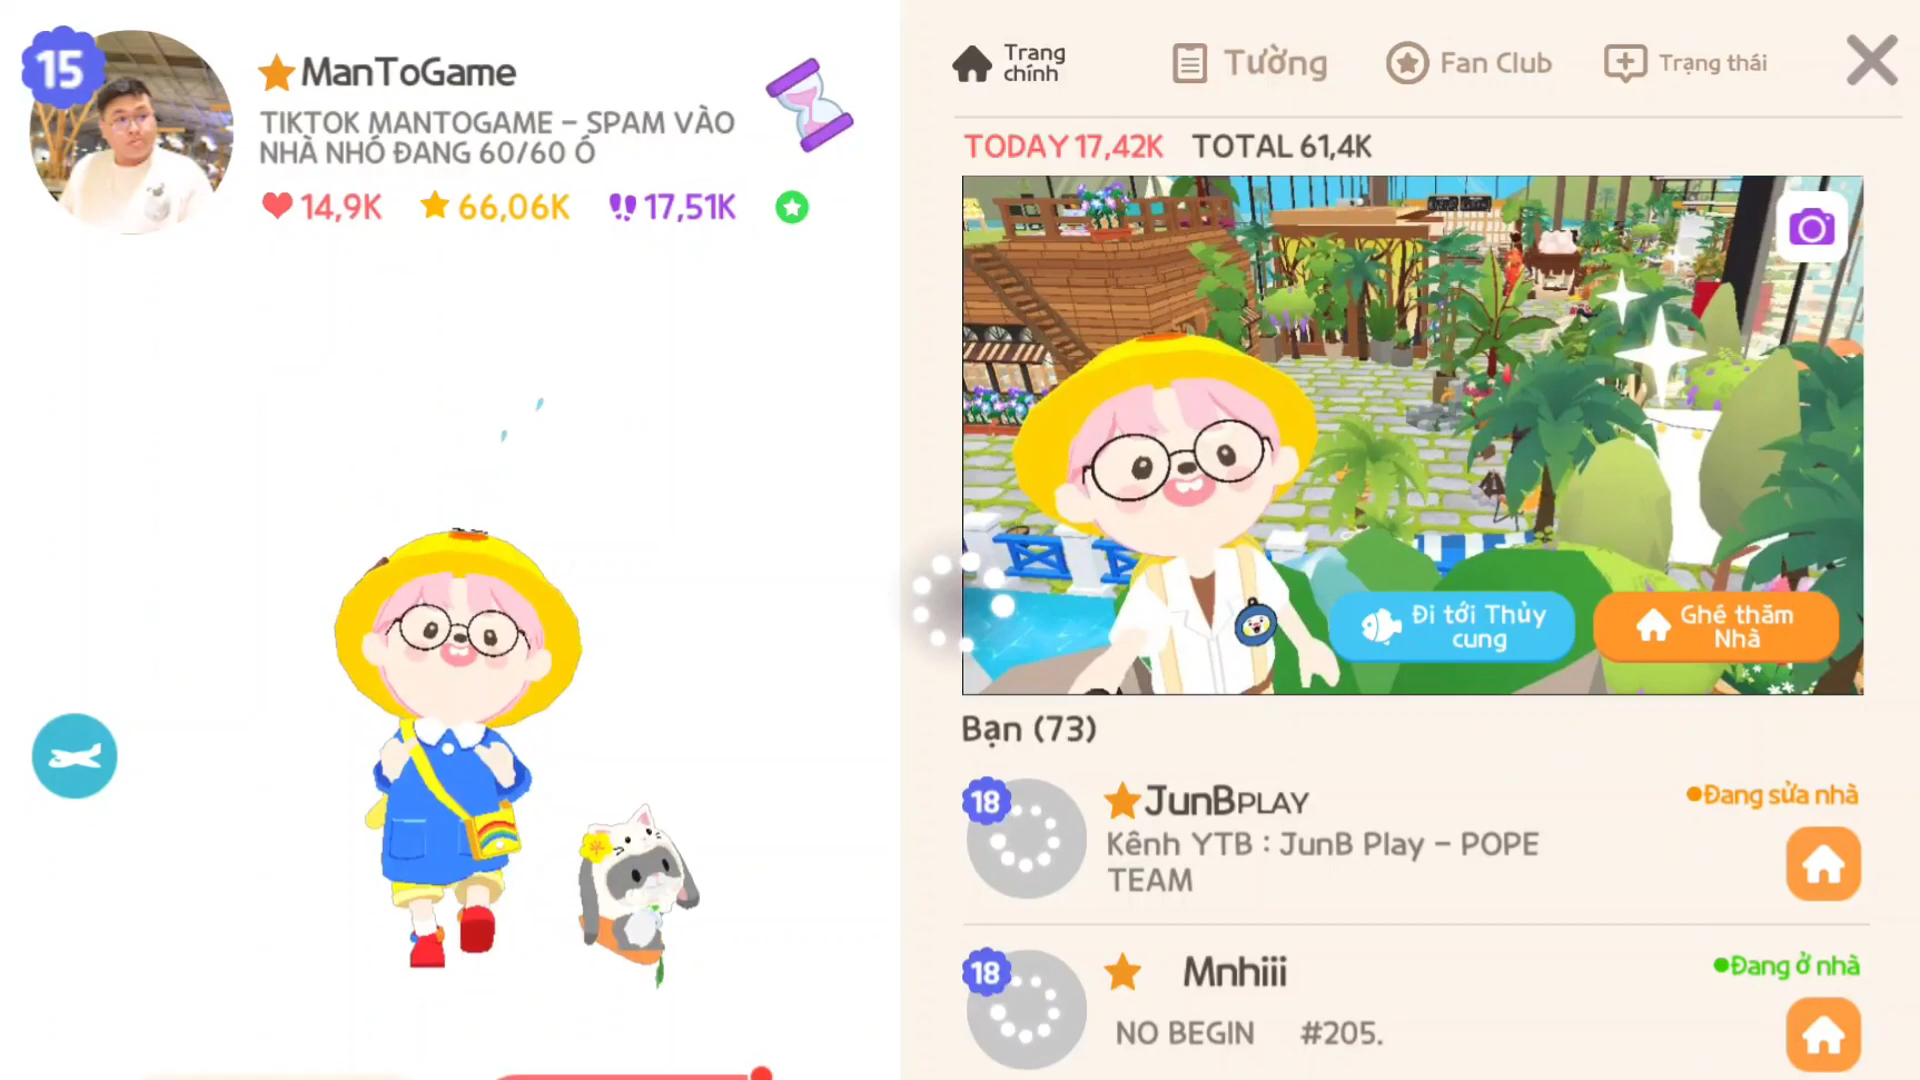 15
ManToGame
TIKTOK MANTOGAME – SPAM VÀO
NHÀ NHÓ ĐANG 60/60 Ó
14,9K 66,06K 17,51K
Trang
chính
Tường
Fan Club
Trạng thái
TODAY 17,42K TOTAL 61,4K
Đi tới Thủy
cung
Ghé thăm
Nhà
Bạn (73)
18
JunBPLAY
Đang sửa nhà
Kênh YTB : JunB Play – POPE
TEAM
18
Mnhiii
Đang ở nhà
NO BEGIN #205.